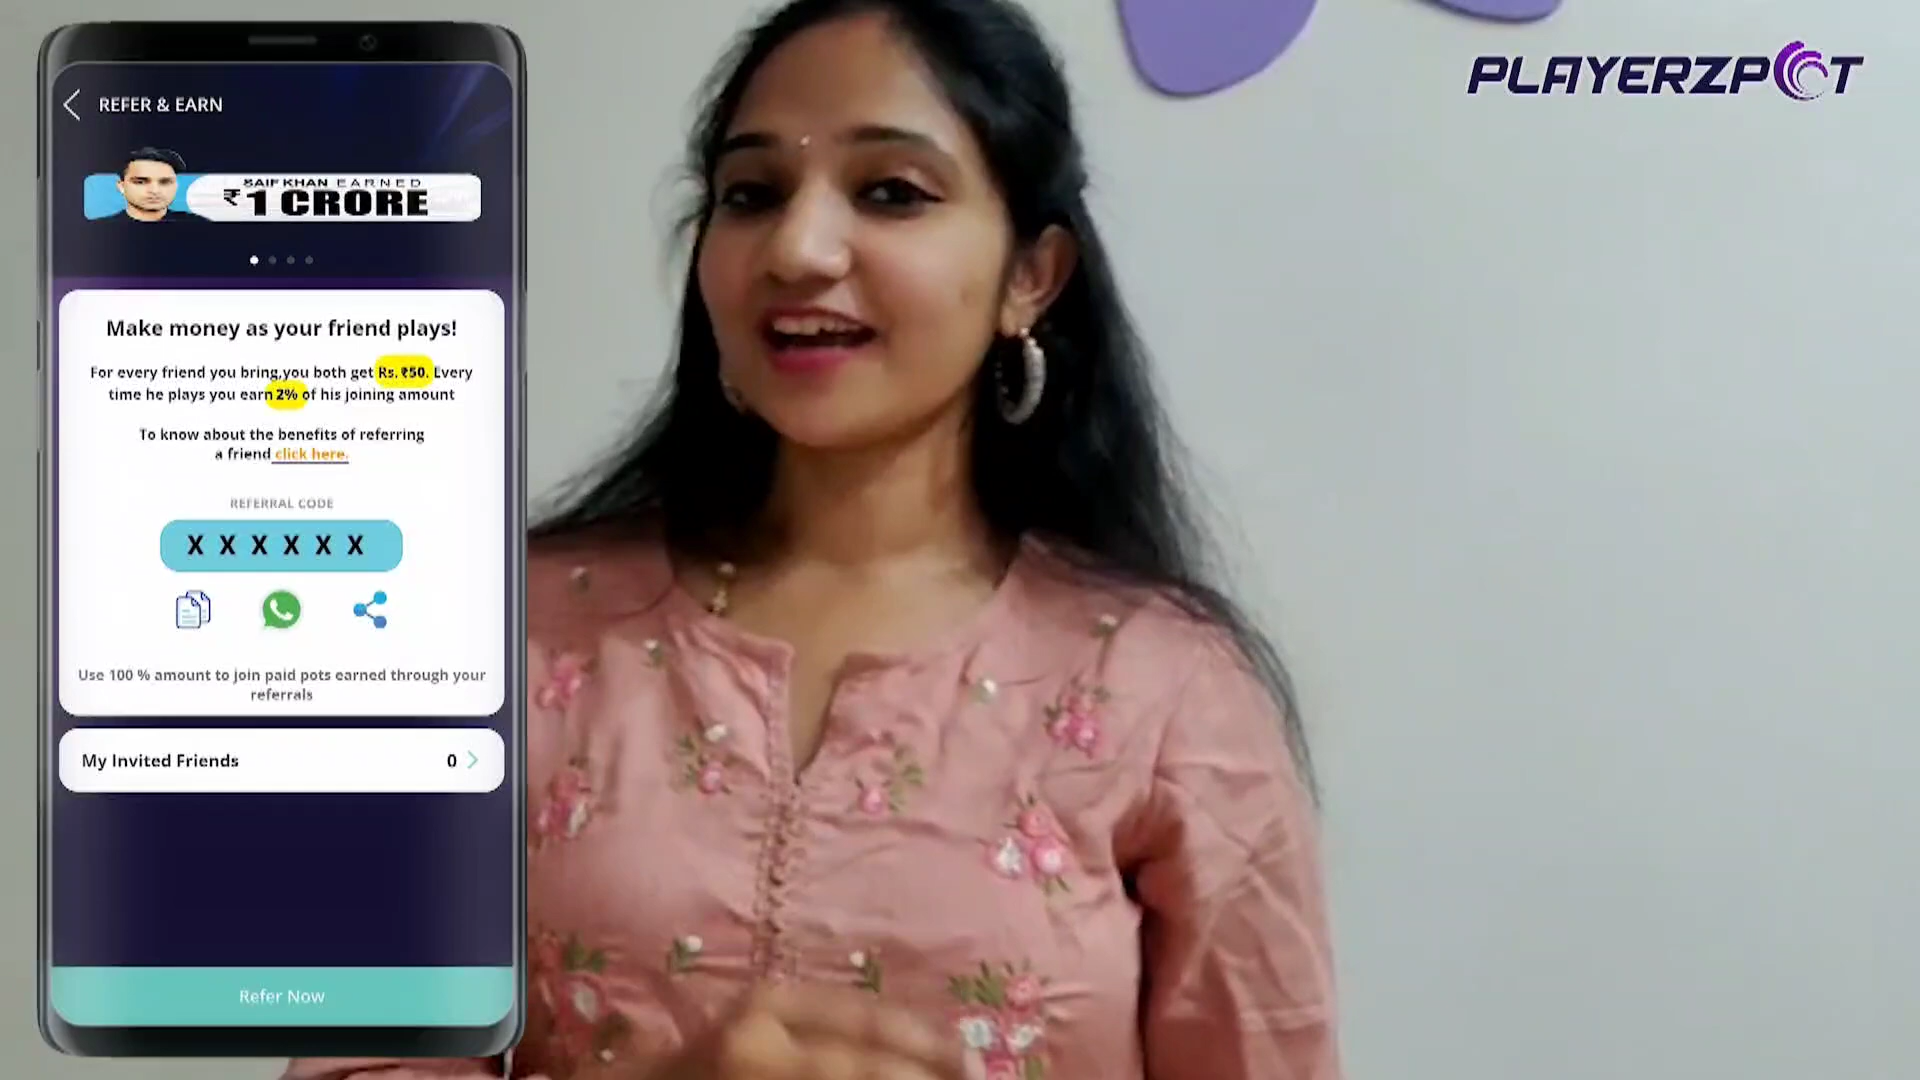 REFER & EARN
SAIF KHAN EARNED
₹1 CRORE
Make money as your friend plays!
For every friend you bring,you both get Rs. ₹50. Every
time he plays you earn 2% of his joining amount
To know about the benefits of referring
a friend click here.
REFERRAL CODE
X X X X X X
Use 100 % amount to join paid pots earned through your
referrals
My Invited Friends 0
Refer Now
PLAYERZPOT